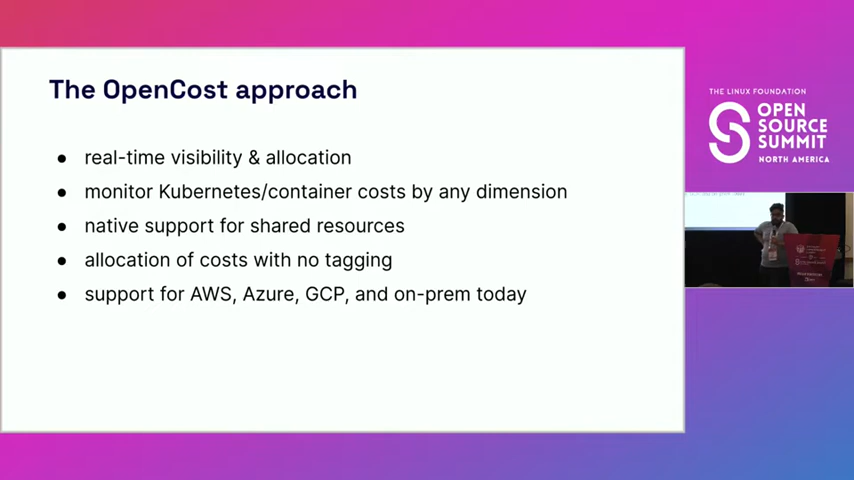 The OpenCost approach
● real-time visibility & allocation
● monitor Kubernetes/container costs by any dimension
● native support for shared resources
● allocation of costs with no tagging
● support for AWS, Azure, GCP, and on-prem today
THE LINUX FOUNDATION
OPEN
SOURCE
SUMMIT
NORTH AMERICA